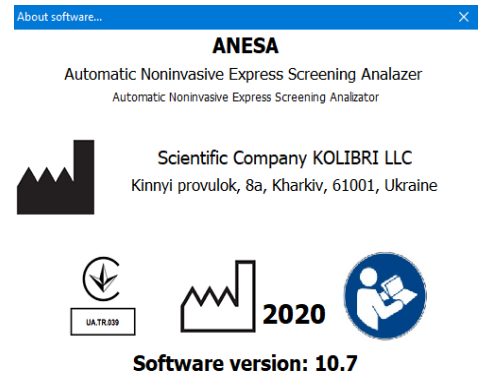 About software...
ANESA
Automatic Noninvasive Express Screening Analazer
Automatic Noninvasive Express Screening Analizator
Scientific Company KOLIBRI LLC
Kinnyi provulok, 8a, Kharkiv, 61001, Ukraine
UA.TR.039
2020
Software version: 10.7